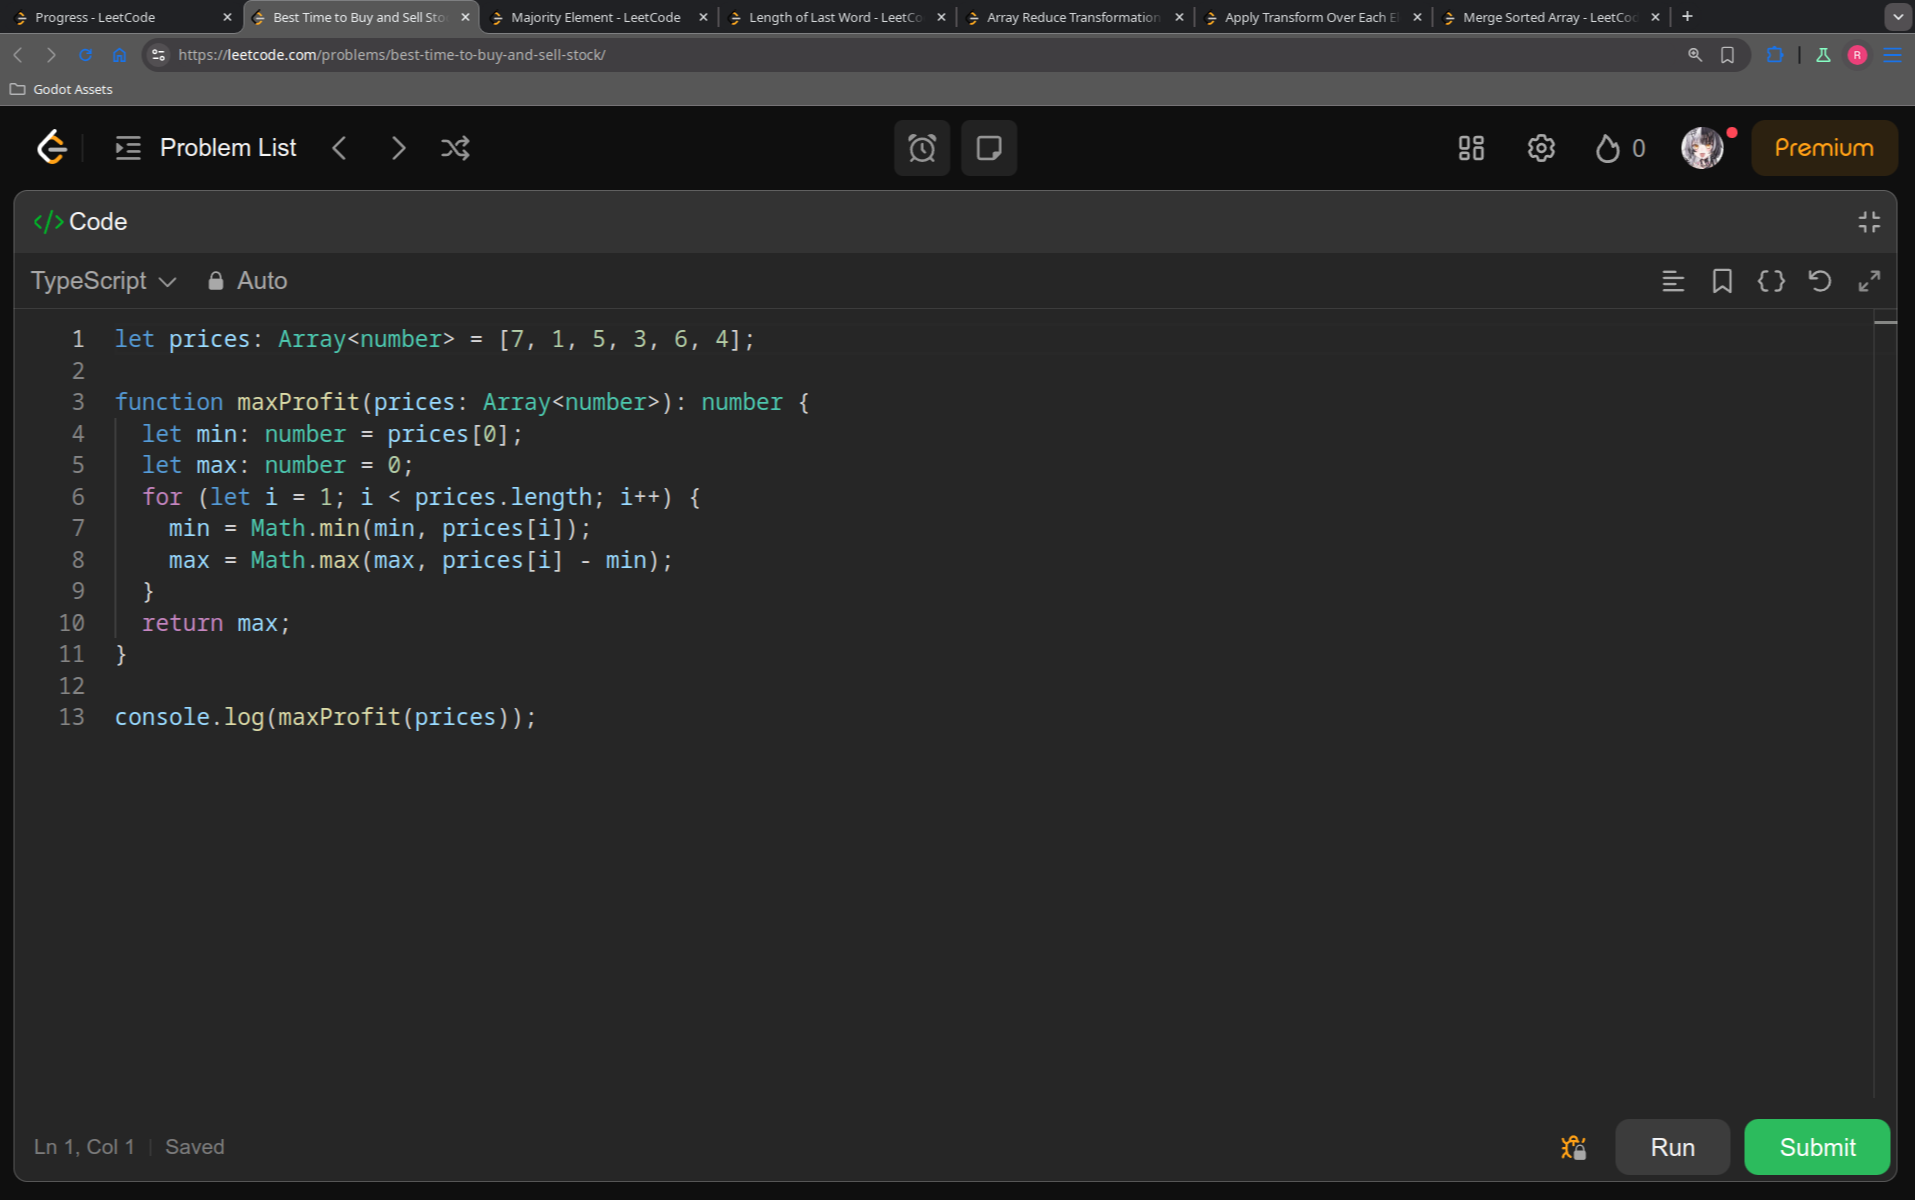 Progress - LeetCode
Best Time to Buy and Sell Sto
Majority Element - LeetCode
Length of Last Word - LeetCo
Array Reduce Transformation
Apply Transform Over Each El
Merge Sorted Array - LeetCod
https://leetcode.com/problems/best-time-to-buy-and-sell-stock/
R
Godot Assets
Problem List
0
Premium
</> Code
TypeScript
Auto
1 let prices: Array<number> = [7, 1, 5, 3, 6, 4];
2
3 function maxProfit(prices: Array<number>): number {
4 let min: number = prices[0];
5 let max: number = 0;
6 for (let i = 1; i < prices.length; i++) {
7 min = Math.min(min, prices[i]);
8 max = Math.max(max, prices[i] - min);
9 }
10 return max;
11 }
12
13 console.log(maxProfit(prices));
Ln 1, Col 1 | Saved
Run
Submit